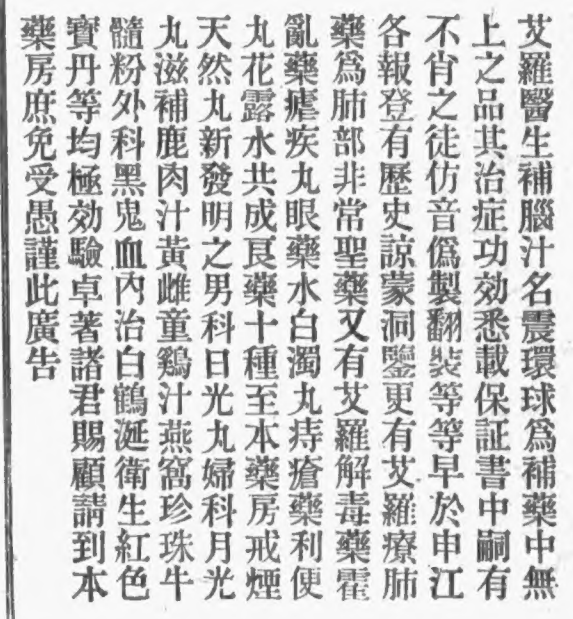 艾羅醫生補腦汁名震環球爲補藥中無
上之品其治症功効悉載保証書中嗣有
不肖之徒仿音僞製翻裝等等早於申江
各報登有歷史諒蒙洞鑒更有艾羅療肺
藥爲肺部非常聖藥又有艾羅解毒藥霍
亂藥瘧疾丸眼藥水白濁丸痔瘡藥利便
丸花露水共成良藥十種至本藥房戒煙
天然丸新發明之男科日光丸婦科月光
丸滋補鹿肉汁黃雌童鷄汁燕窩珍珠牛
髓粉外科黑鬼血內治白鶴涎衛生紅色
寶丹等均極効驗卓著諸君賜顧請到本
藥房庶免受愚謹此廣告